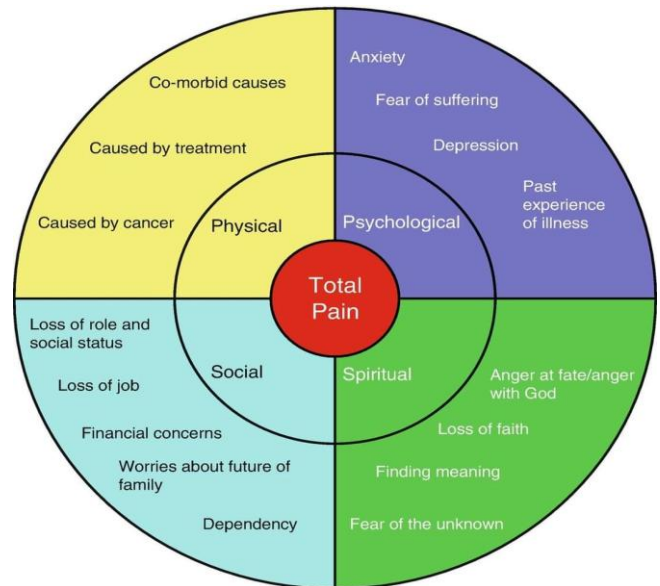 Co-morbid causes
Caused by treatment
Caused by cancer
Physical
Anxiety
Fear of suffering
Depression
Past
experience
of illness
Psychological
Total
Pain
Loss of role and
social status
Social
Loss of job
Financial concerns
Worries about future of
family
Dependency
Spiritual
Anger at fate/anger
with God
Loss of faith
Finding meaning
Fear of the unknown